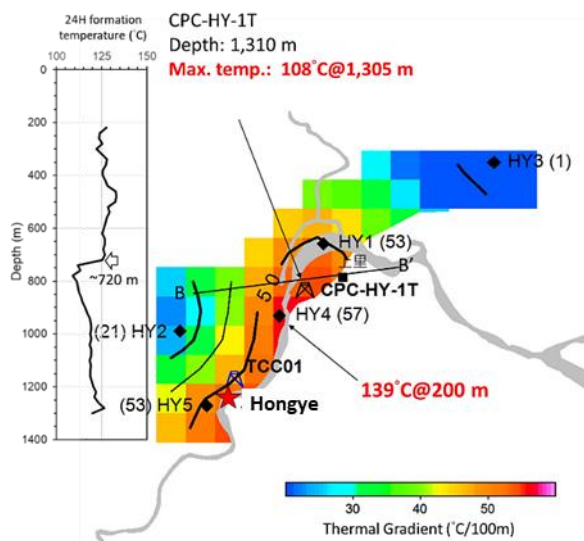 24H formation
temperature (°C)
100 125 150
0
200
400
600
800
1000
1200
1400
Depth (m)
~720 m
CPC-HY-1T
Depth: 1,310 m
Max. temp.: 108°C@1,305 m
HY3 (1)
HY1 (53)
上里
B'
B
50
CPC-HY-1T
HY4 (57)
(21) HY2
TCC01
139°C@200 m
(53) HY5
Hongye
30 40 50
Thermal Gradient (°C/100m)